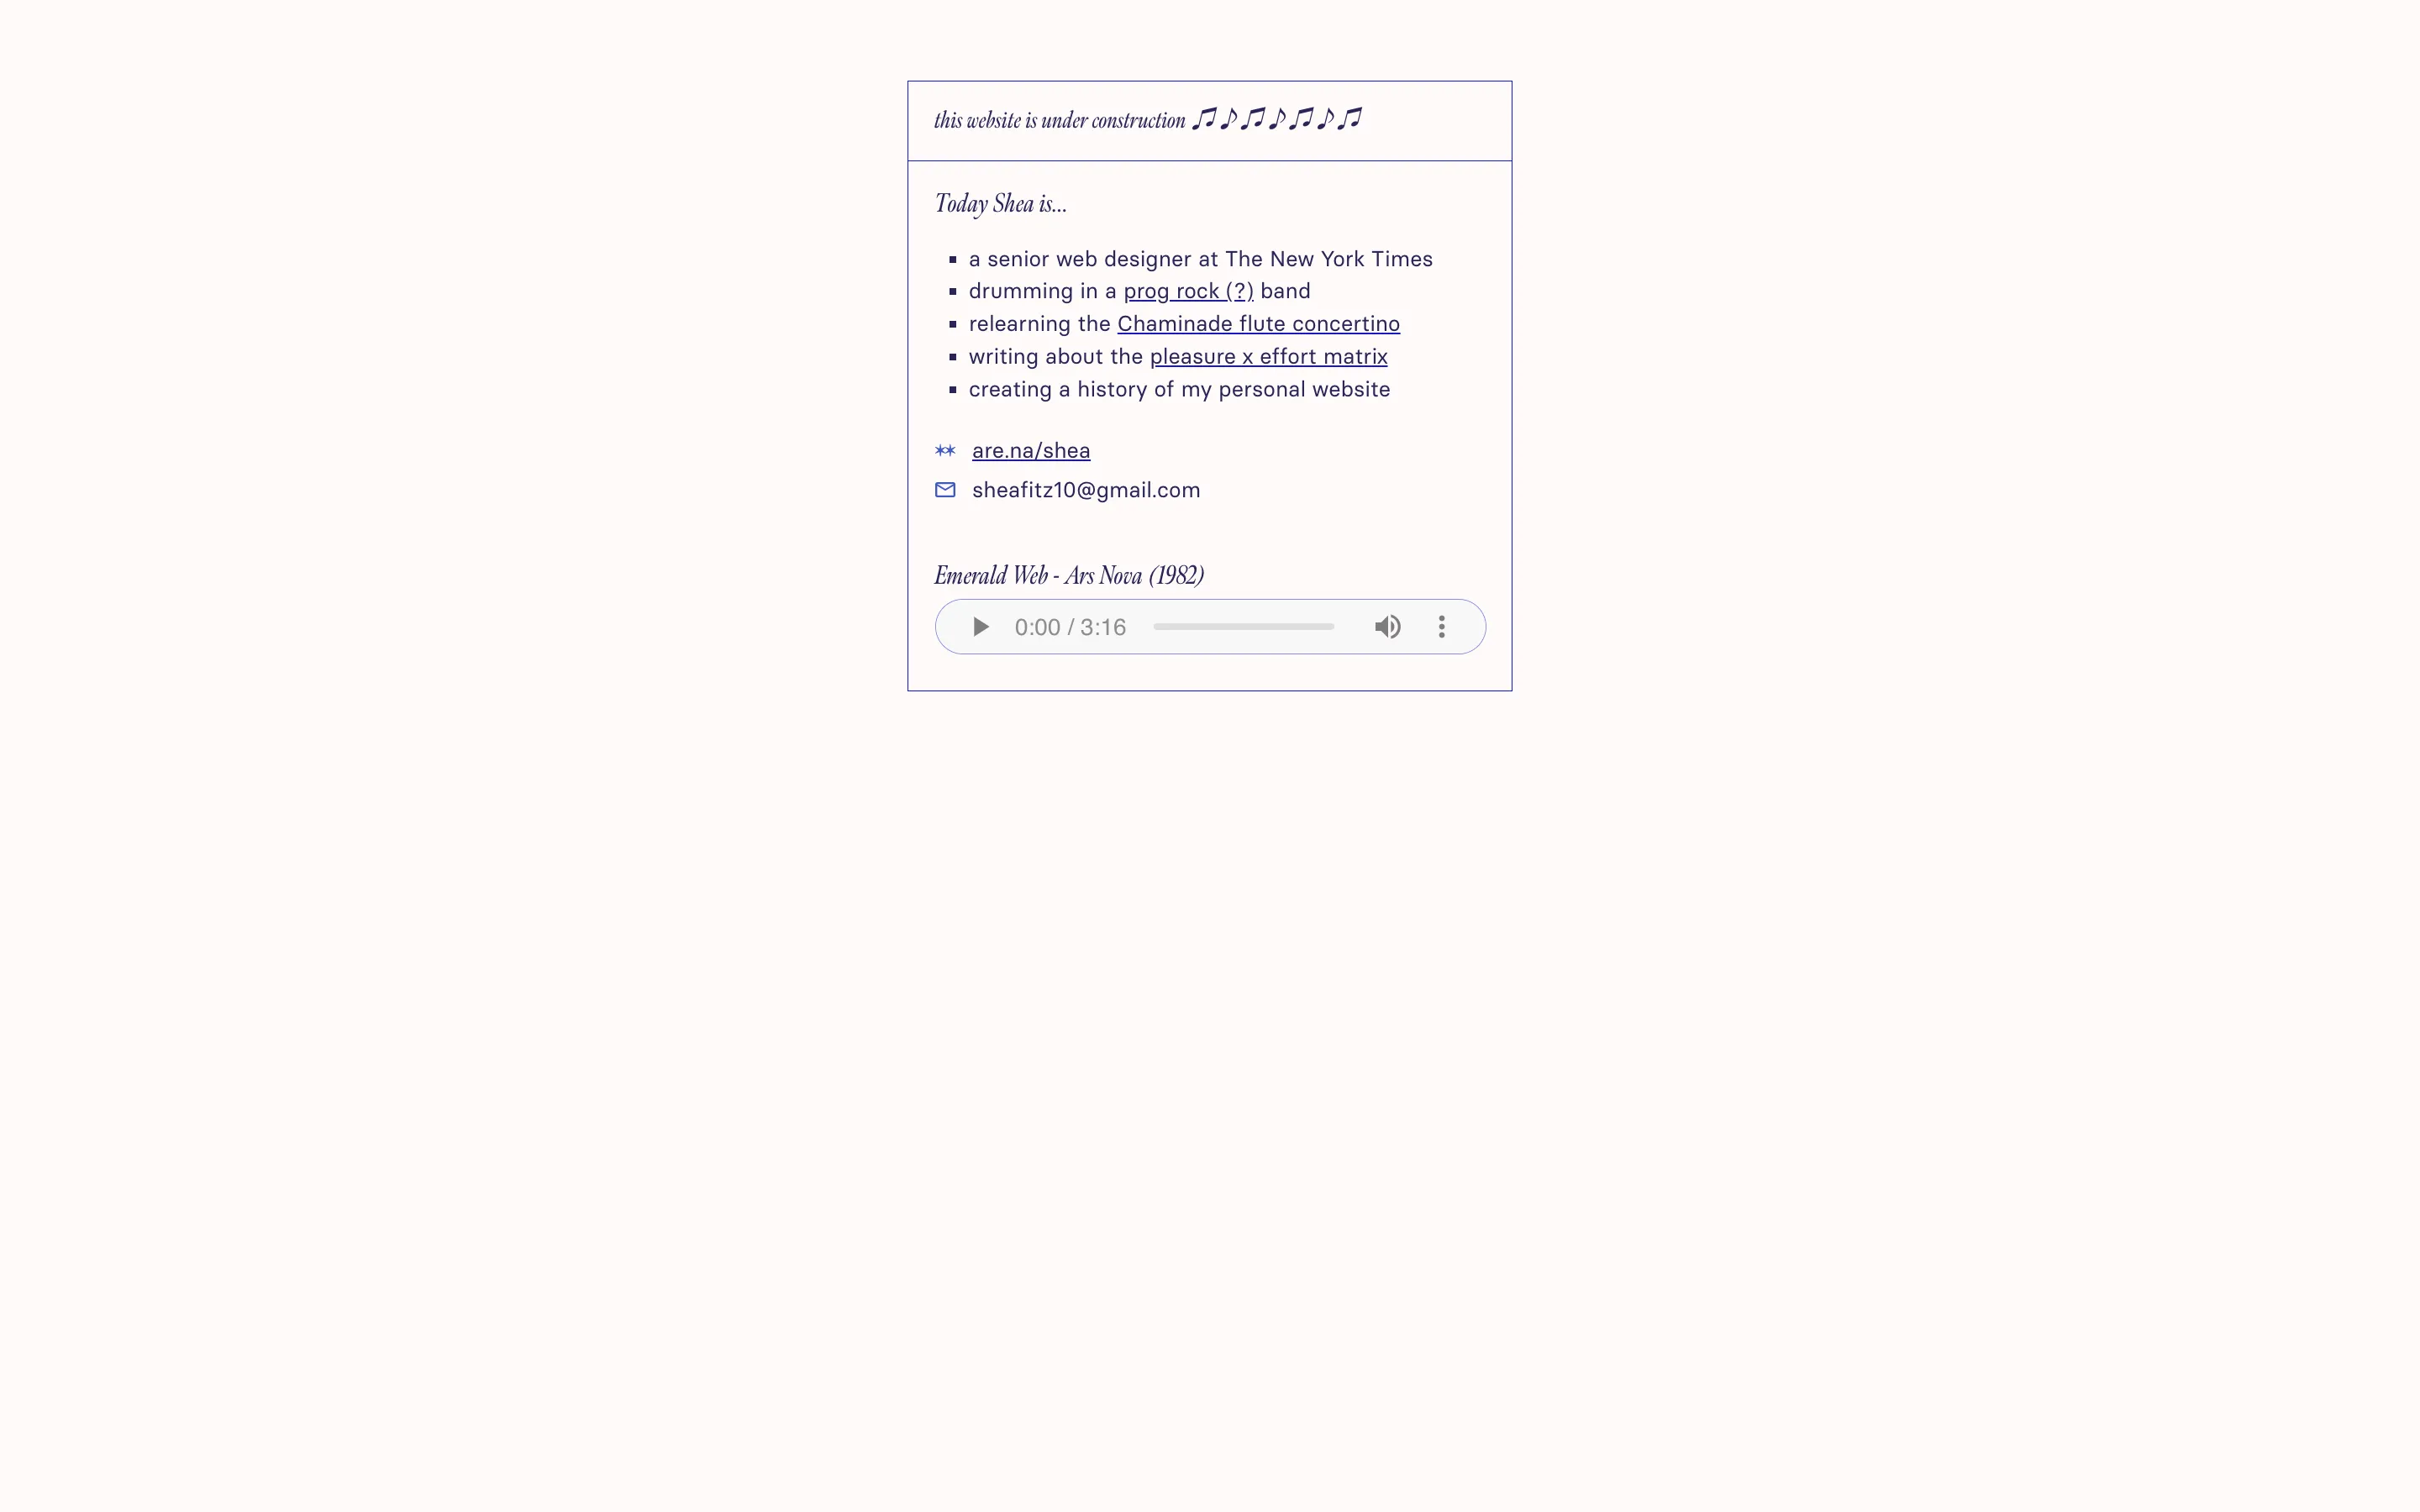 this website is under construction ♫♪♫♪♫♪♫
Today Shea is...
▪ a senior web designer at The New York Times
▪ drumming in a prog rock (?) band
▪ relearning the Chaminade flute concertino
▪ writing about the pleasure x effort matrix
▪ creating a history of my personal website
are.na/shea
sheafitz10@gmail.com
Emerald Web - Ars Nova (1982)
0:00 / 3:16